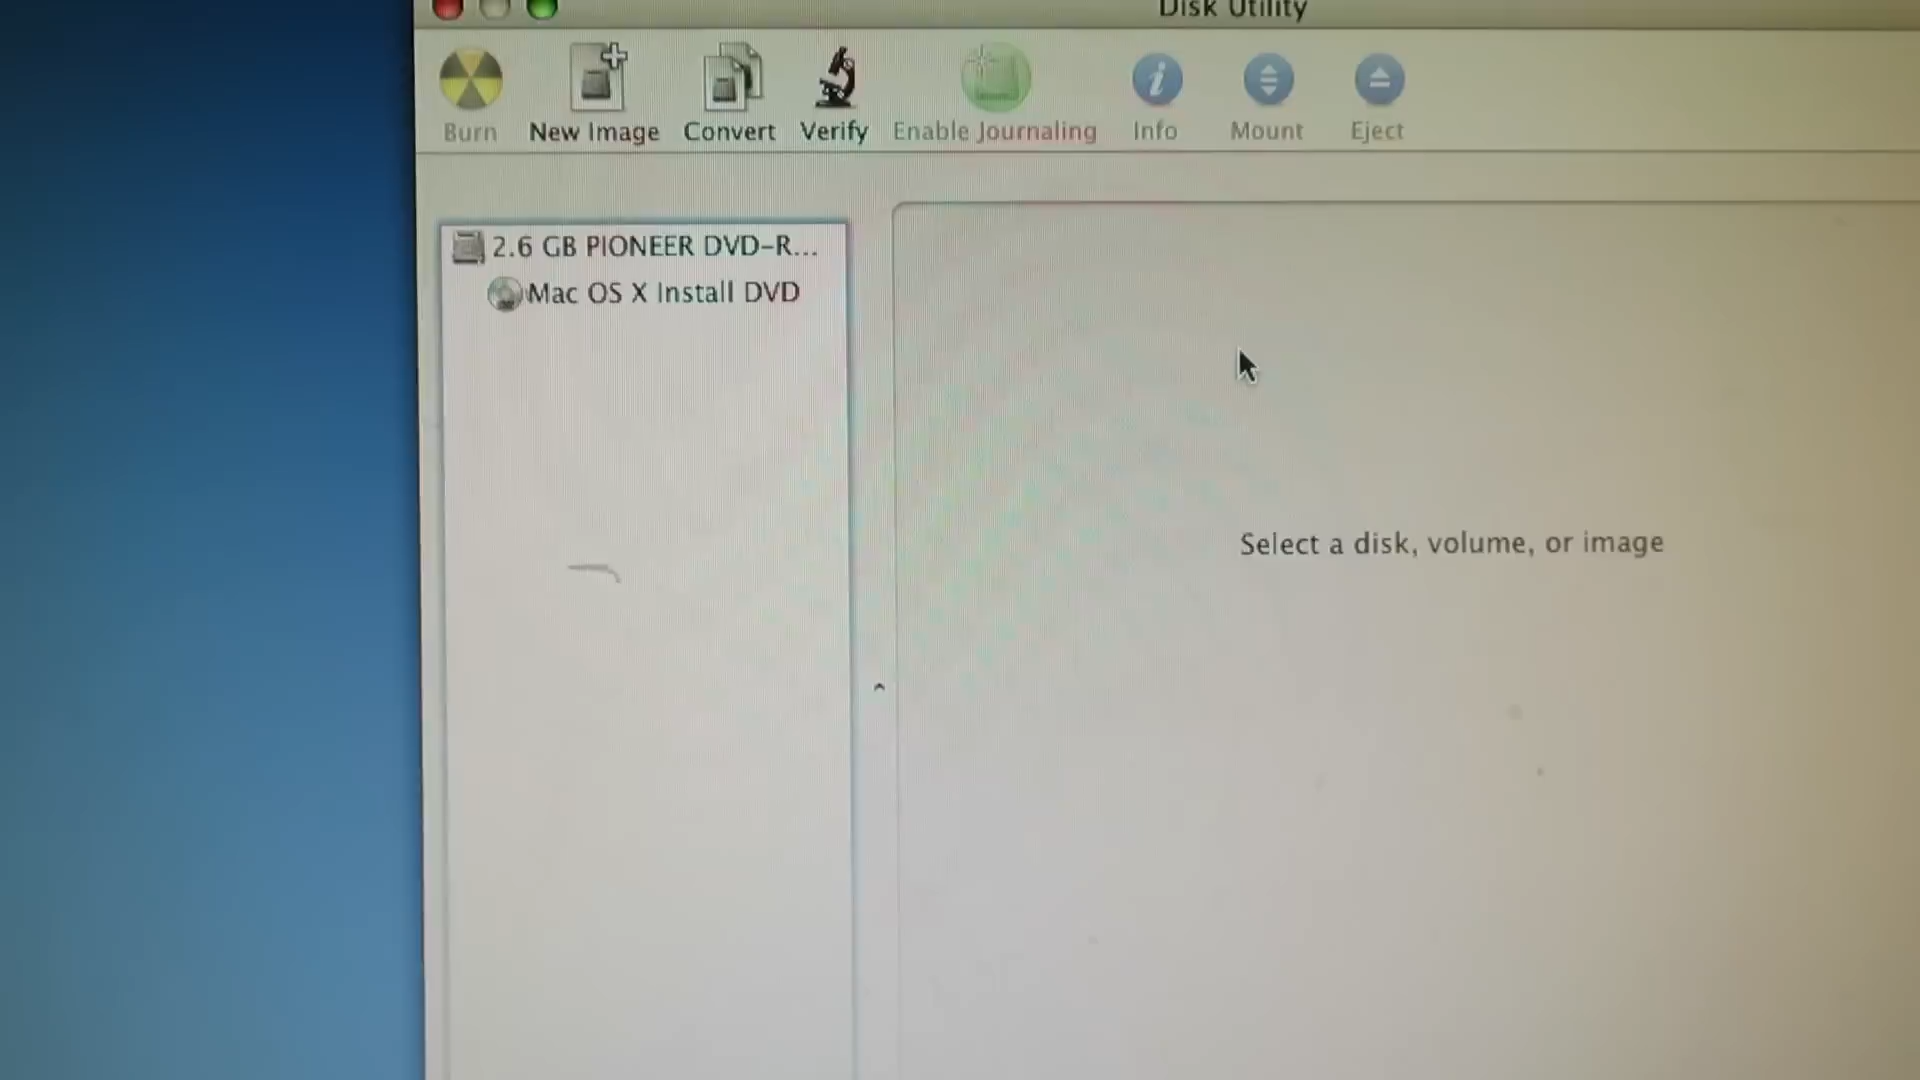 Disk Utility
Burn
New Image
Convert
Verify
Enable Journaling
Info
Mount
Eject
2.6 GB PIONEER DVD-R...
Mac OS X Install DVD
Select a disk, volume, or image